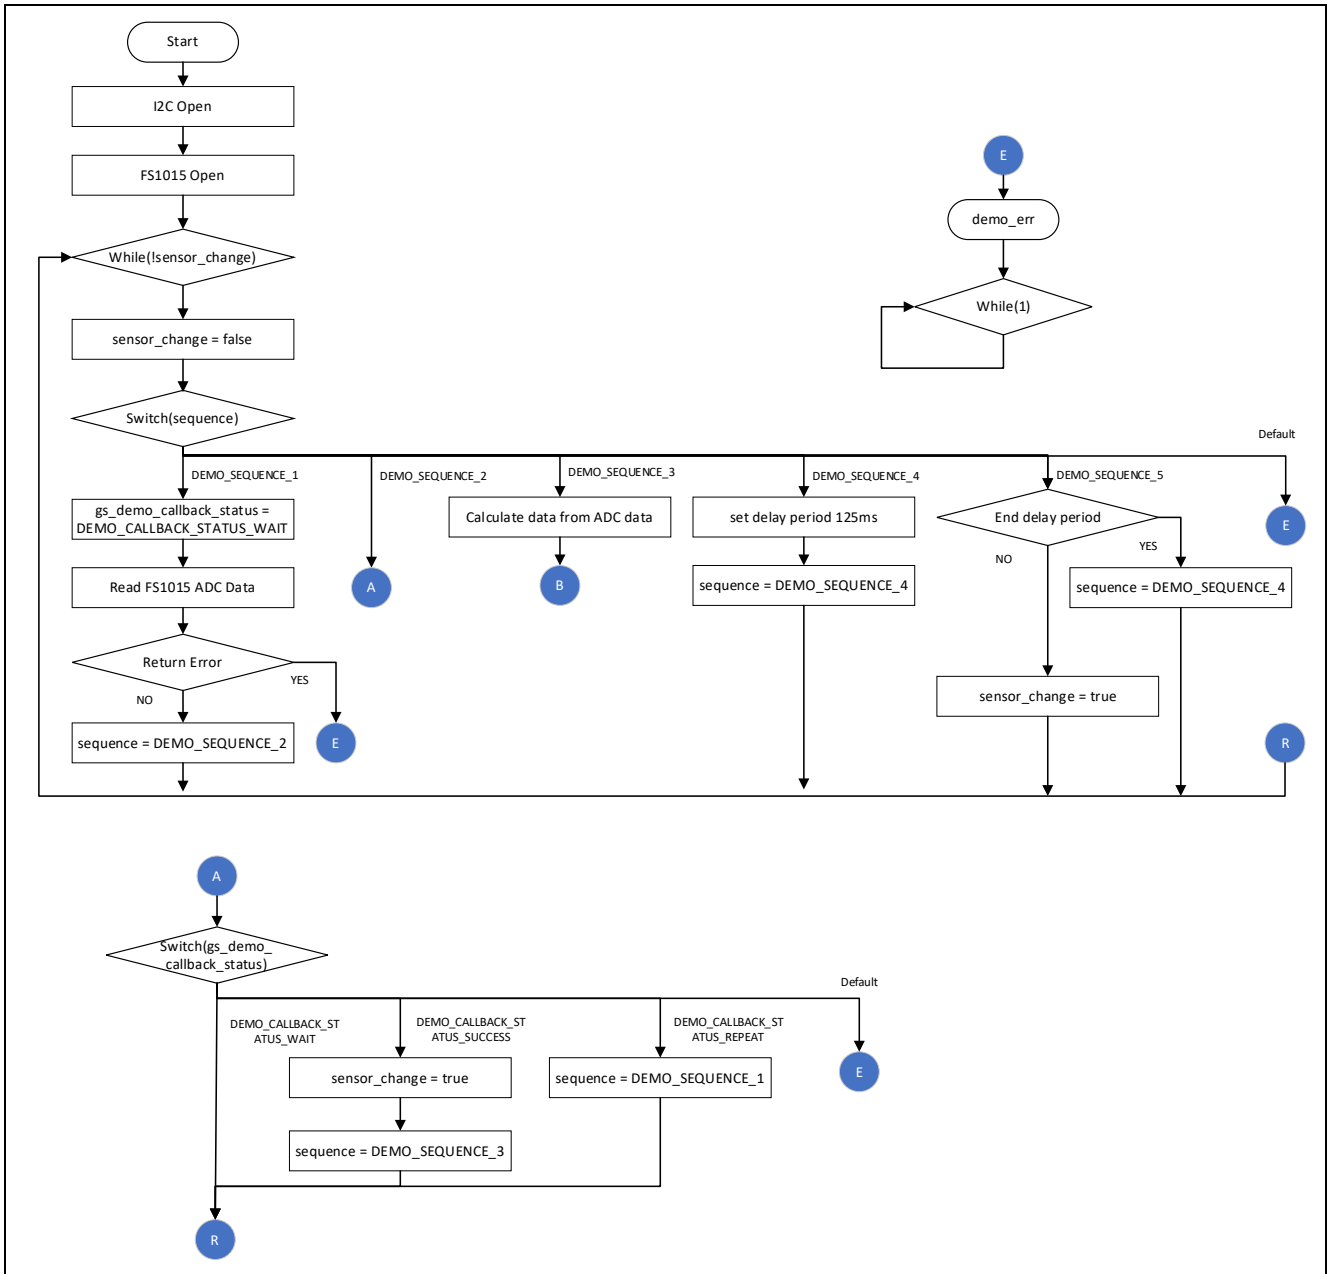 Start
I2C Open
FS1015 Open
While(!sensor_change)
sensor_change = false
Switch(sequence)
E
demo_err
While(1)
Default
DEMO_SEQUENCE_1
DEMO_SEQUENCE_2
DEMO_SEQUENCE_3
DEMO_SEQUENCE_4
DEMO_SEQUENCE_5
gs_demo_callback_status =
DEMO_CALLBACK_STATUS_WAIT
Calculate data from ADC data
set delay period 125ms
End delay period
E
YES
NO
Read FS1015 ADC Data
A
B
sequence = DEMO_SEQUENCE_4
sequence = DEMO_SEQUENCE_4
Return Error
YES
NO
sensor_change = true
sequence = DEMO_SEQUENCE_2
E
R
A
Switch(gs_demo_
callback_status)
Default
DEMO_CALLBACK_ST
ATUS_WAIT
DEMO_CALLBACK_ST
ATUS_SUCCESS
DEMO_CALLBACK_ST
ATUS_REPEAT
sensor_change = true
sequence = DEMO_SEQUENCE_1
E
sequence = DEMO_SEQUENCE_3
R